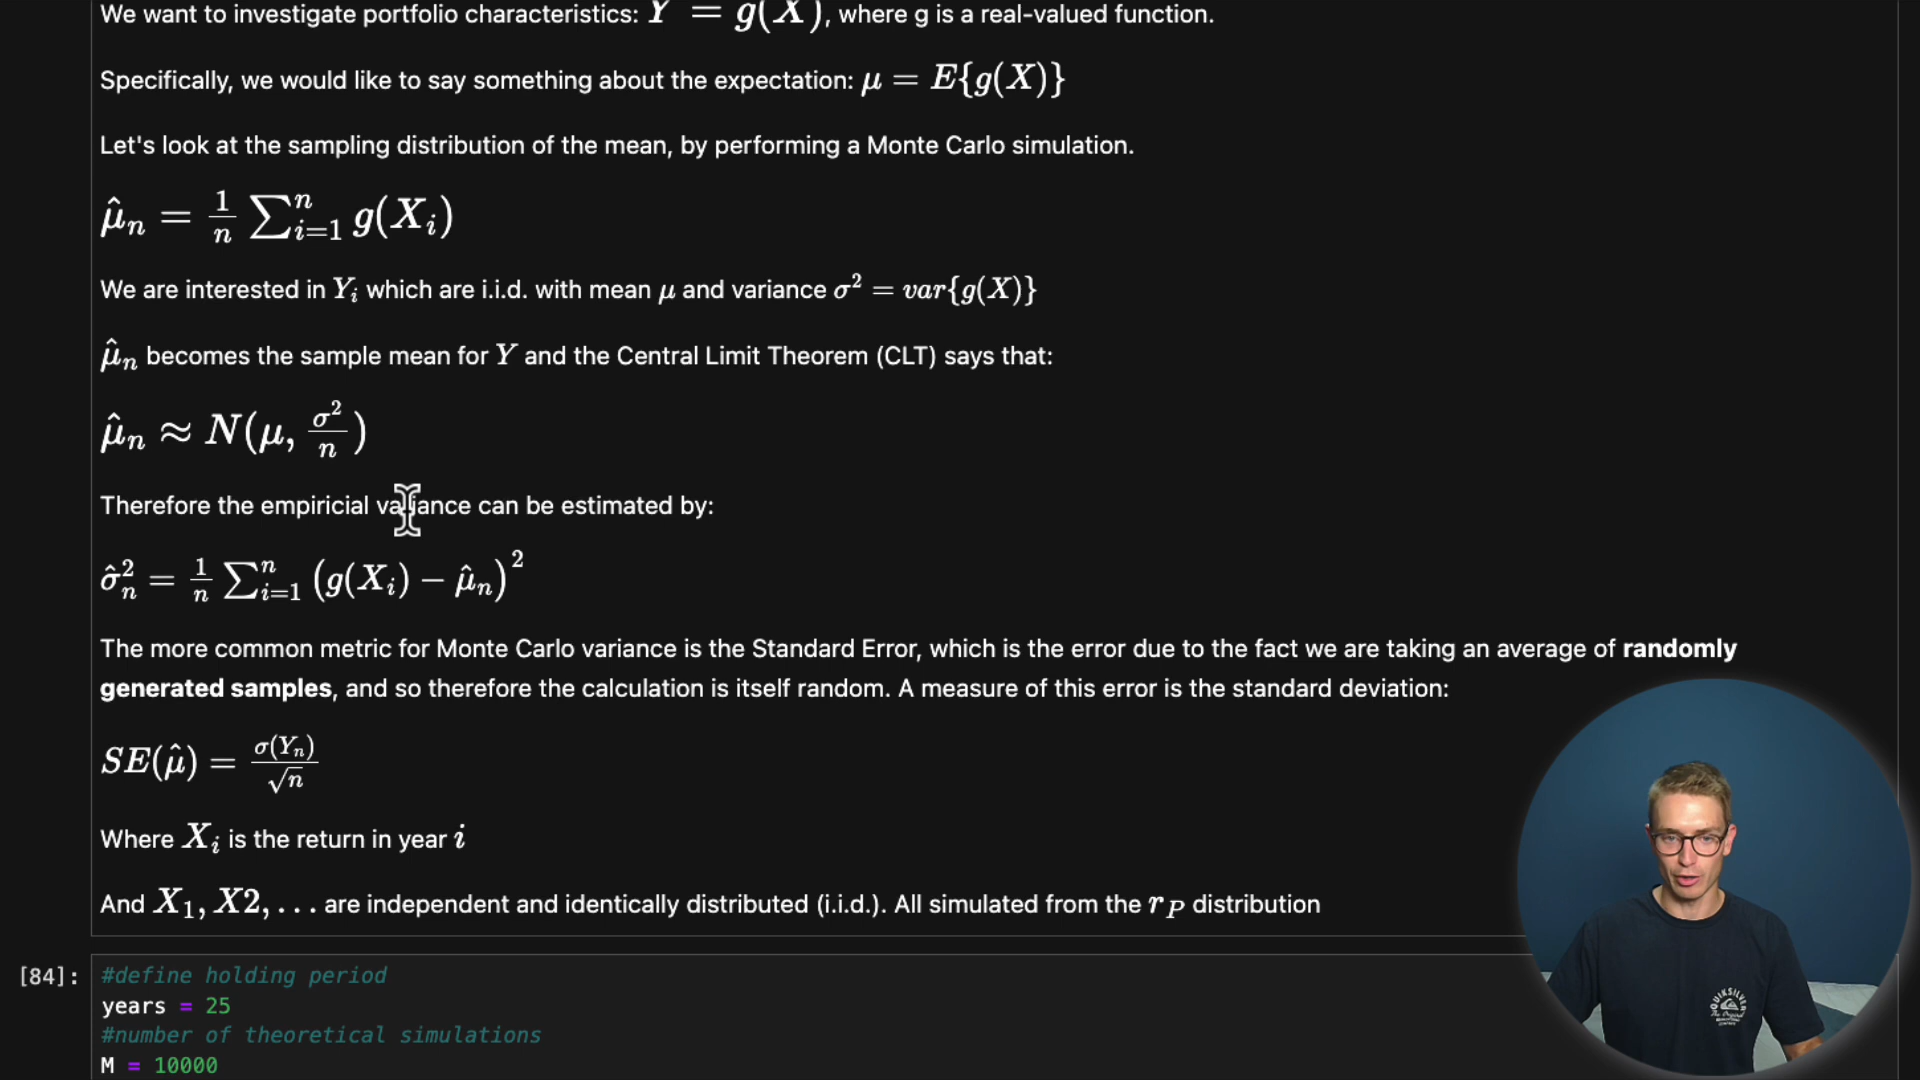 We want to investigate portfolio characteristics: Y = g(X), where g is a real-valued function.
Specifically, we would like to say something about the expectation: μ = E{g(X)}
Let's look at the sampling distribution of the mean, by performing a Monte Carlo simulation.
μ̂ₙ = 1/n ∑ⁿᵢ₌₁ g(Xᵢ)
We are interested in Yᵢ which are i.i.d. with mean μ and variance σ² = var{g(X)}
μ̂ₙ becomes the sample mean for Y and the Central Limit Theorem (CLT) says that:
μ̂ₙ ≈ N(μ, σ²/n)
Therefore the empiricial variance can be estimated by:
σ̂²ₙ = 1/n ∑ⁿᵢ₌₁ (g(Xᵢ) − μ̂ₙ)²
The more common metric for Monte Carlo variance is the Standard Error, which is the error due to the fact we are taking an average of randomly
generated samples, and so therefore the calculation is itself random. A measure of this error is the standard deviation:
SE(μ̂) = σ(Yₙ)/√n
Where Xᵢ is the return in year i
And X₁, X2, … are independent and identically distributed (i.i.d.). All simulated from the r_P distribution
[84]: #define holding period
years = 25
#number of theoretical simulations
M = 10000
QUIKSILVER